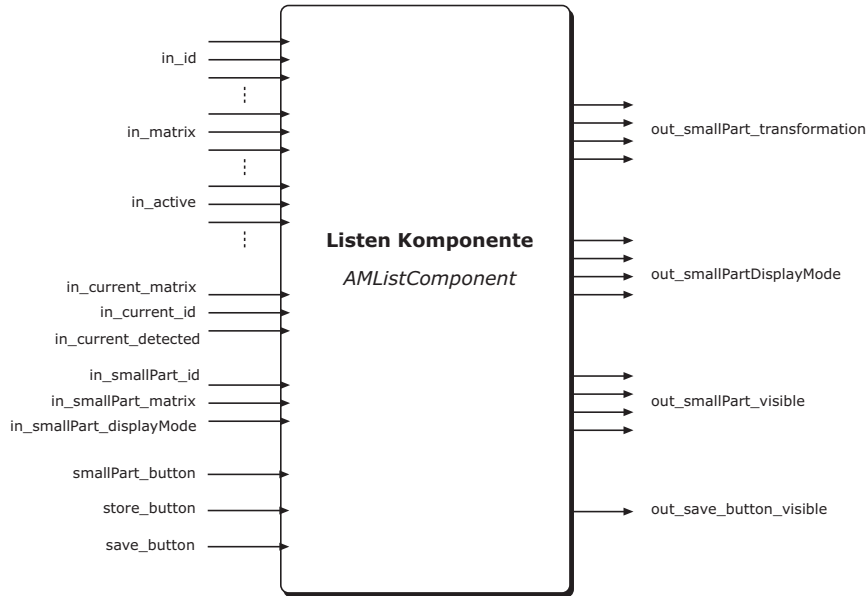 in_id
in_matrix
in_active
in_current_matrix
in_current_id
in_current_detected
in_smallPart_id
in_smallPart_matrix
in_smallPart_displayMode
smallPart_button
store_button
save_button
Listen Komponente
AMListComponent
out_smallPart_transformation
out_smallPartDisplayMode
out_smallPart_visible
out_save_button_visible